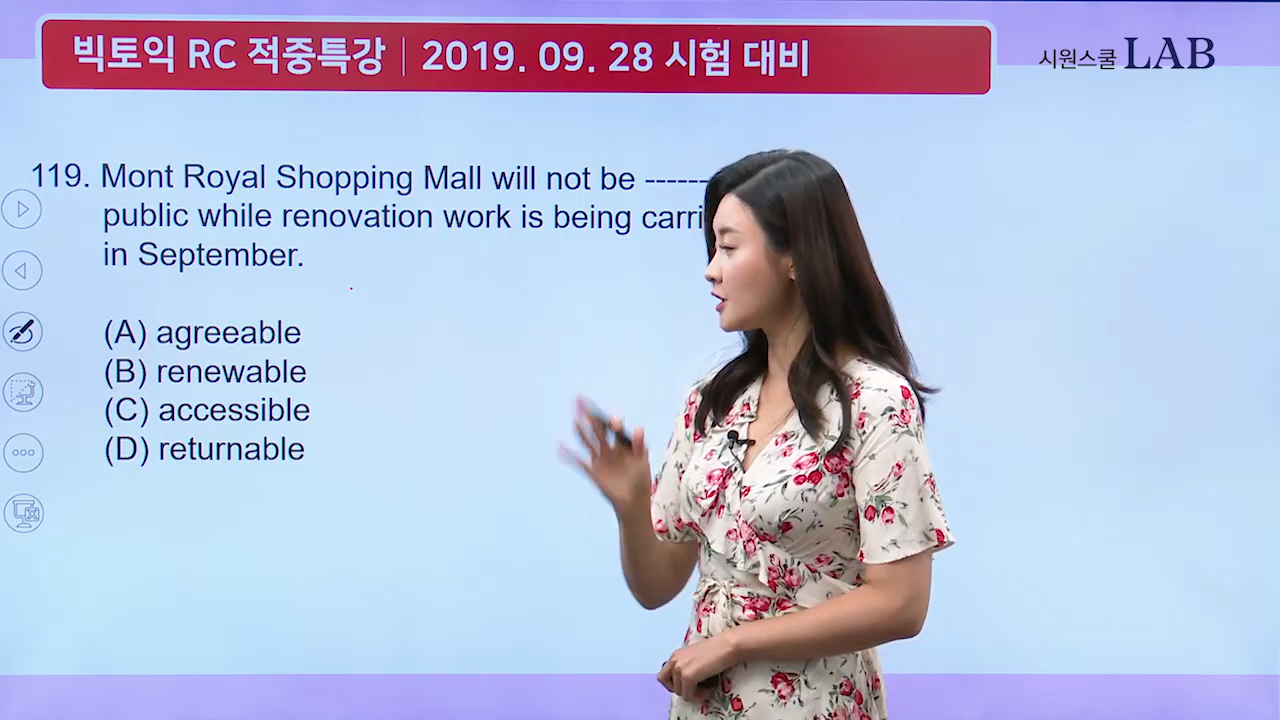 빅토익 RC 적중특강 | 2019. 09. 28 시험 대비
시원스쿨 LAB
119. Mont Royal Shopping Mall will not be -------
public while renovation work is being carri
in September.
(A) agreeable
(B) renewable
(C) accessible
(D) returnable